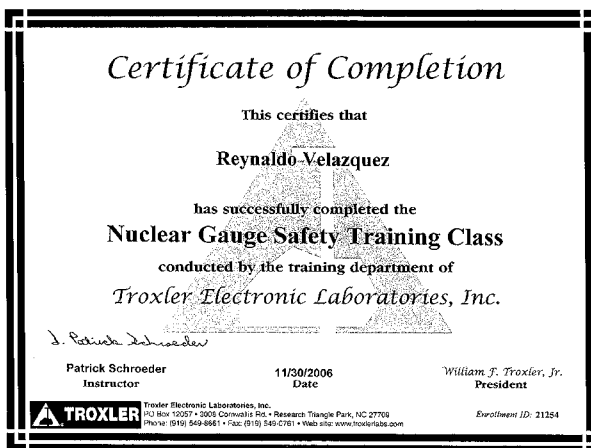 Certificate of Completion
This certifies that
Reynaldo Velazquez
has successfully completed the
Nuclear Gauge Safety Training Class
conducted by the training department of
Troxler Electronic Laboratories, Inc.
J. Patrick Schroeder
Patrick Schroeder
Instructor
11/30/2006
Date
William F. Troxler, Jr.
President
TROXLER
Troxler Electronic Laboratories, Inc.
PO Box 12057 • 3008 Cornwallis Rd. • Research Triangle Park, NC 27709
Phone: (919) 549-8661 • Fax: (919) 549-0761 • Web site: www.troxlerlabs.com
Enrollment ID: 21254